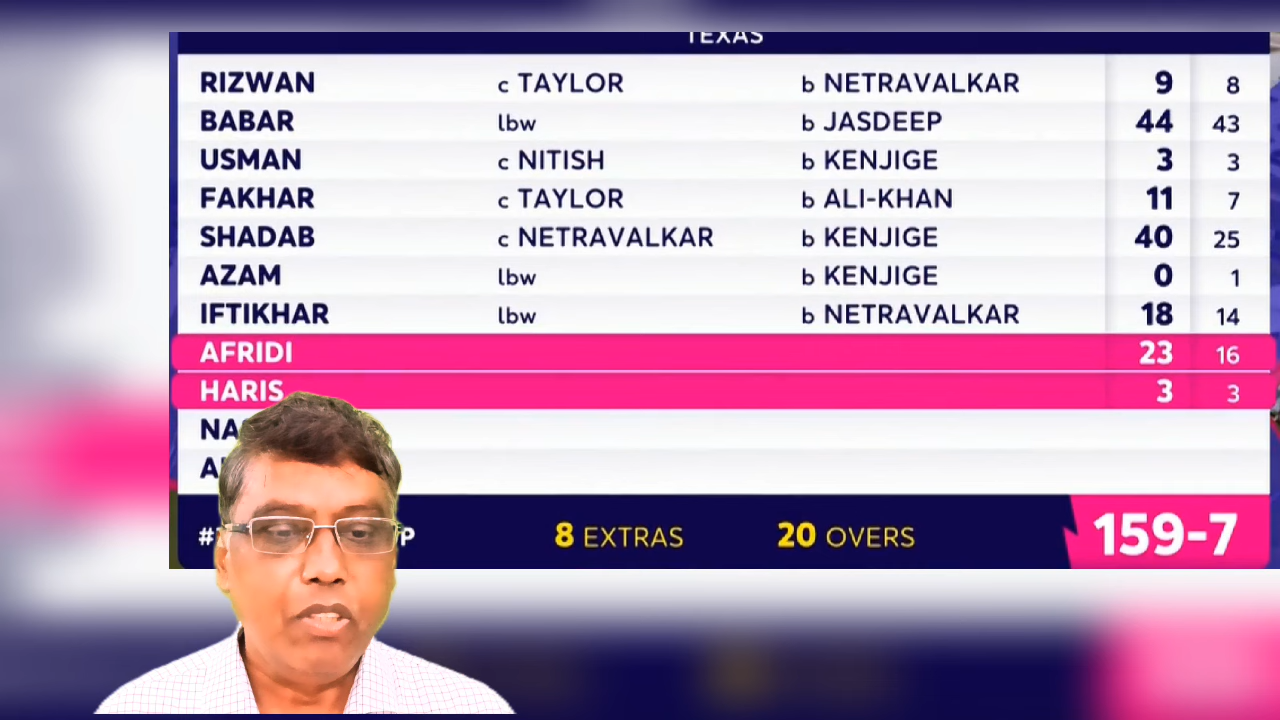 TEXAS
RIZWAN c TAYLOR b NETRAVALKAR 9 8
BABAR lbw b JASDEEP 44 43
USMAN c NITISH b KENJIGE 3 3
FAKHAR c TAYLOR b ALI-KHAN 11 7
SHADAB c NETRAVALKAR b KENJIGE 40 25
AZAM lbw b KENJIGE 0 1
IFTIKHAR lbw b NETRAVALKAR 18 14
AFRIDI 23 16
HARIS 3 3
8 EXTRAS 20 OVERS 159-7